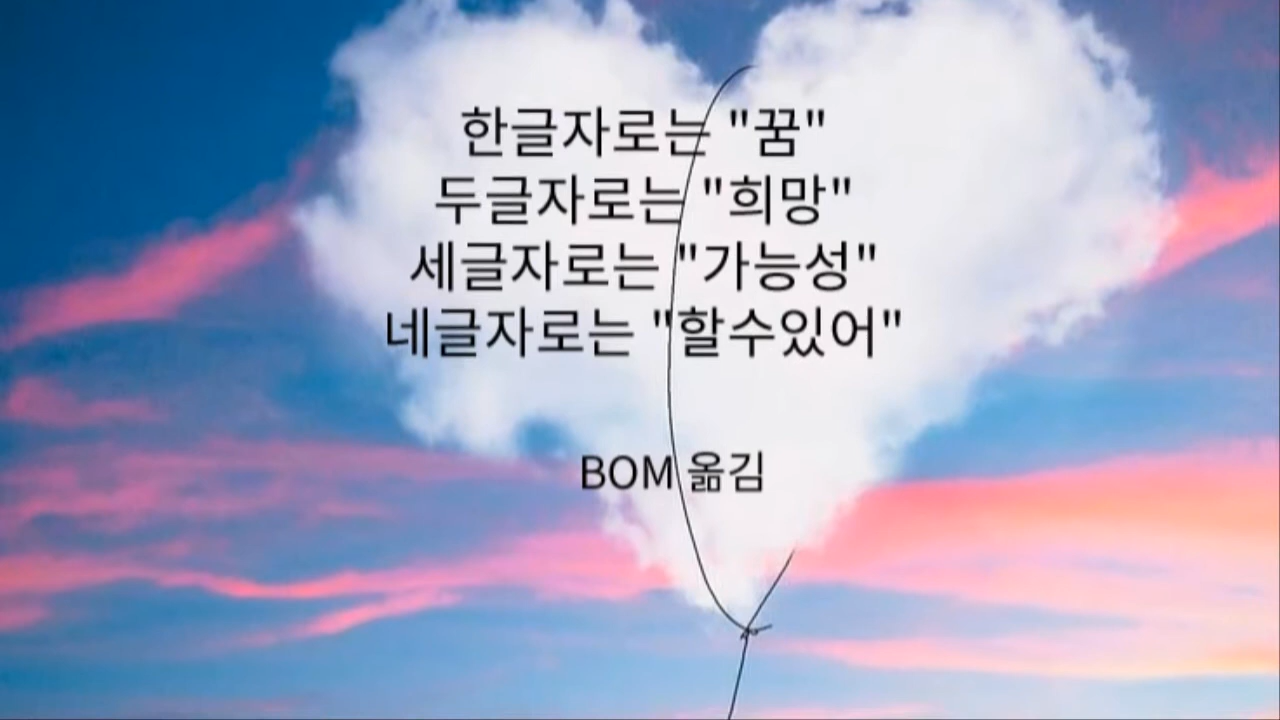 한글자로는 "꿈"
두글자로는 "희망"
세글자로는 "가능성"
네글자로는 "할수있어"
BOM 옮김